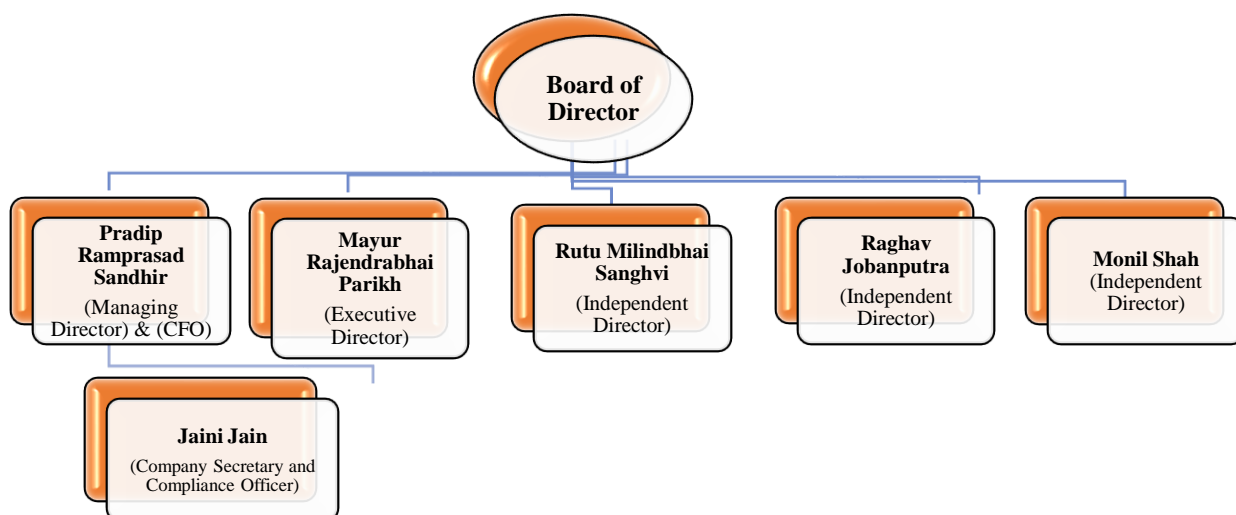 Board of
Director
Pradip
Ramprasad
Sandhir
(Managing
Director) & (CFO)
Mayur
Rajendrabhai
Parikh
(Executive
Director)
Rutu Milindbhai
Sanghvi
(Independent
Director)
Raghav
Jobanputra
(Independent
Director)
Monil Shah
(Independent
Director)
Jaini Jain
(Company Secretary and
Compliance Officer)